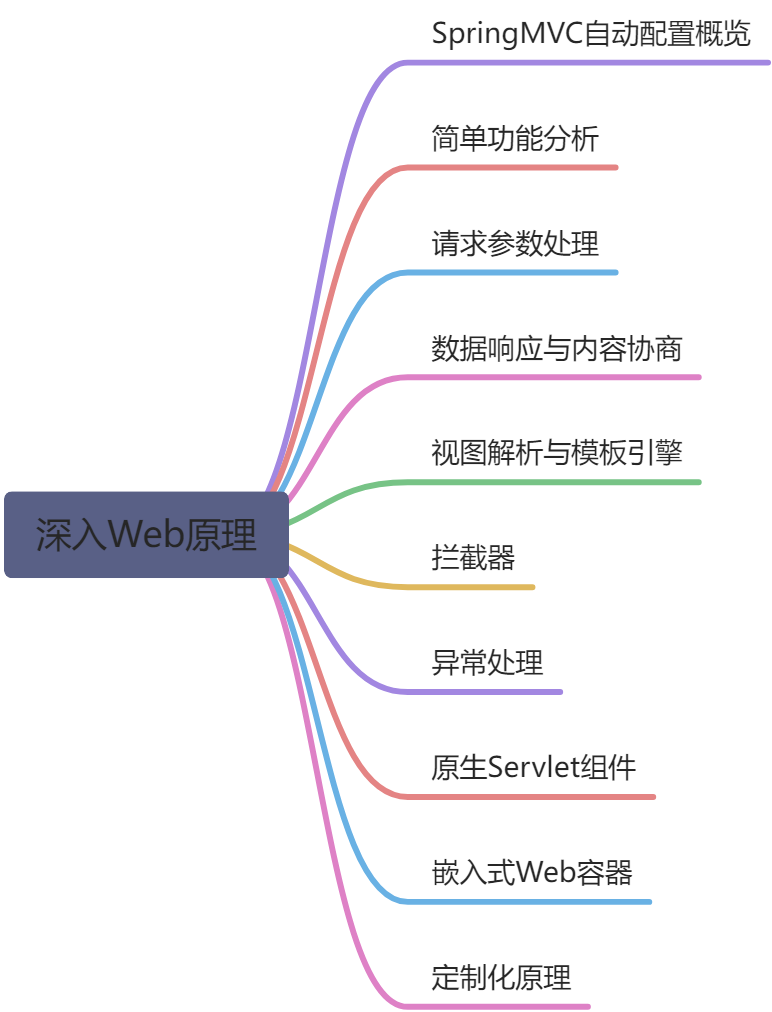 SpringMVC自动配置概览
简单功能分析
请求参数处理
数据响应与内容协商
视图解析与模板引擎
深入Web原理
拦截器
异常处理
原生Servlet组件
嵌入式Web容器
定制化原理